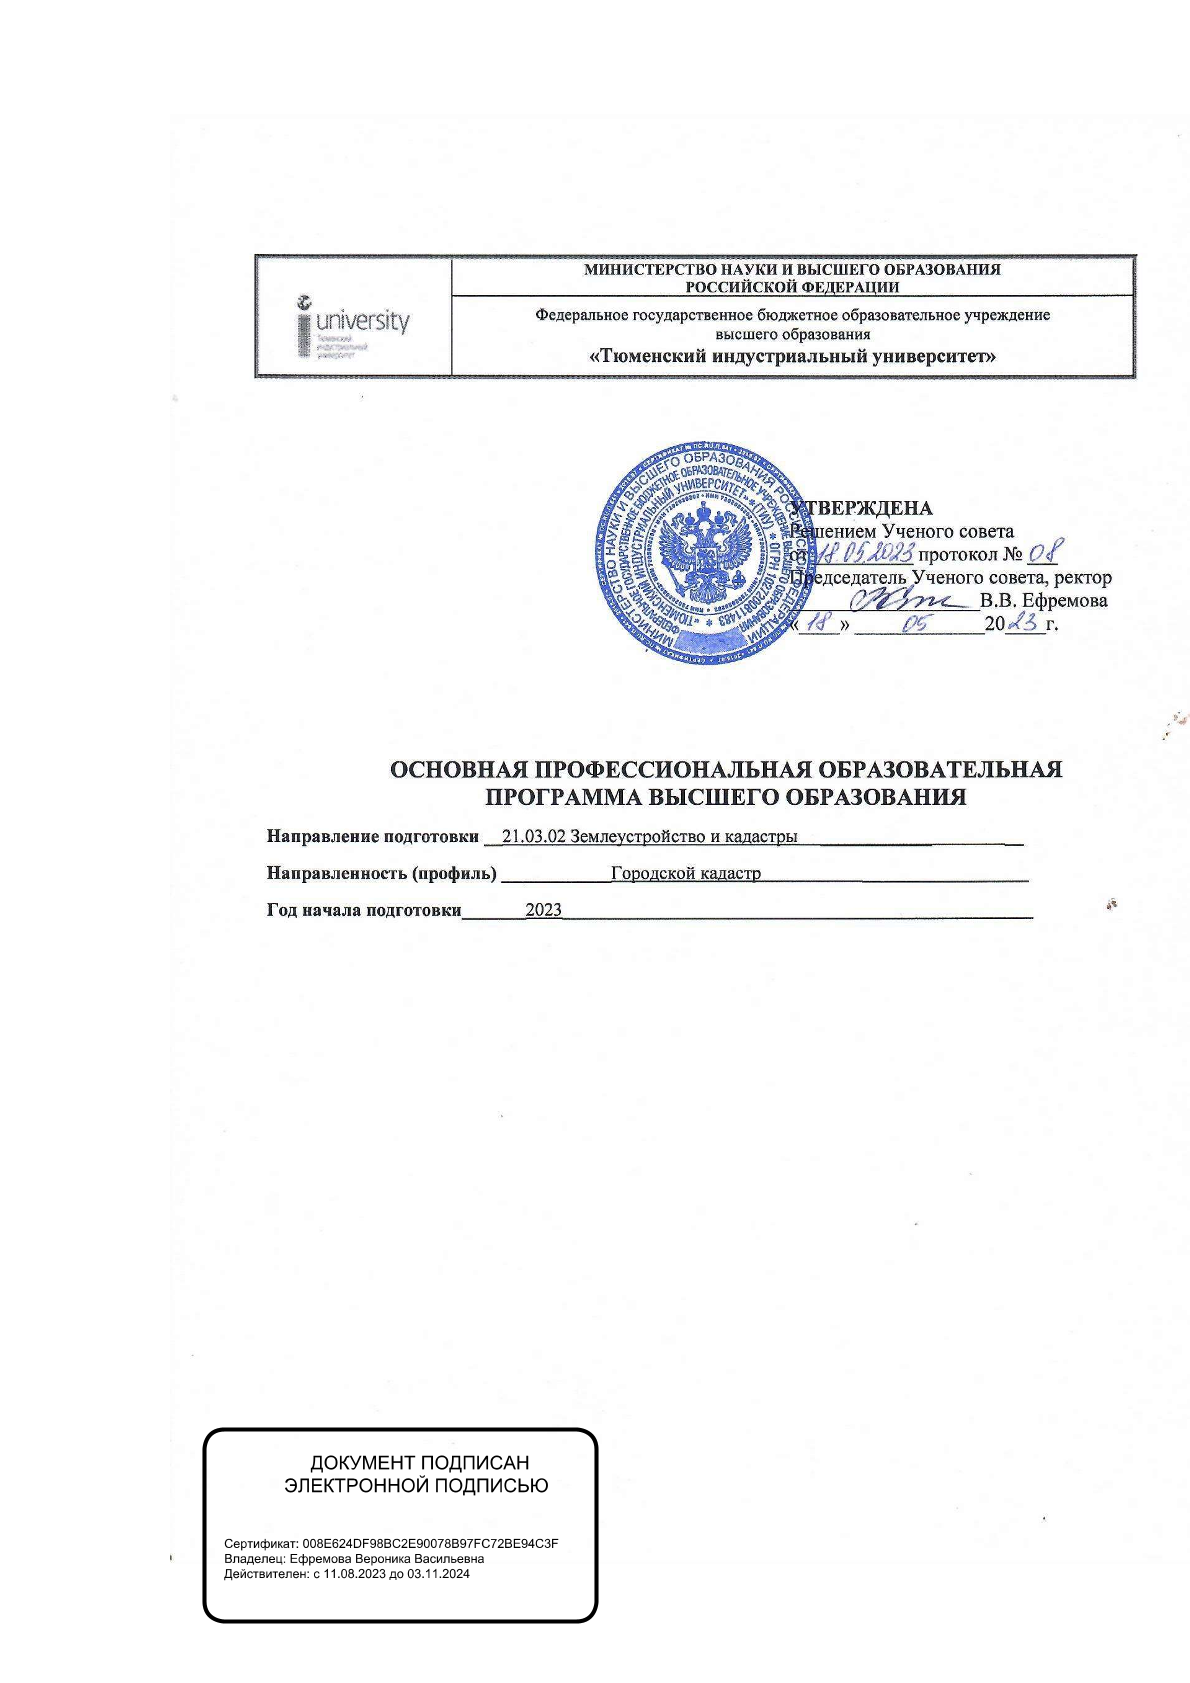 МИНИСТЕРСТВО НАУКИ И ВЫСШЕГО ОБРАЗОВАНИЯ
РОССИЙСКОЙ ФЕДЕРАЦИИ
university
Тюменский
индустриальный
университет
Федеральное государственное бюджетное образовательное учреждение
высшего образования
«Тюменский индустриальный университет»
МИНИСТЕРСТВО НАУКИ И ВЫСШЕГО ОБРАЗОВАНИЯ РОССИЙСКОЙ ФЕДЕРАЦИИ
ФЕДЕРАЛЬНОЕ ГОСУДАРСТВЕННОЕ БЮДЖЕТНОЕ ОБРАЗОВАТЕЛЬНОЕ УЧРЕЖДЕНИЕ ВЫСШЕГО ОБРАЗОВАНИЯ
«ТЮМЕНСКИЙ ИНДУСТРИАЛЬНЫЙ УНИВЕРСИТЕТ» * (ТИУ) * ОГРН 1027200811483 *
УТВЕРЖДЕНА
Решением Ученого совета
от 18.05.2023 протокол № 08
Председатель Ученого совета, ректор
В.В. Ефремова
«18» 05 2023г.
ОСНОВНАЯ ПРОФЕССИОНАЛЬНАЯ ОБРАЗОВАТЕЛЬНАЯ
ПРОГРАММА ВЫСШЕГО ОБРАЗОВАНИЯ
Направление подготовки 21.03.02 Землеустройство и кадастры
Направленность (профиль) Городской кадастр
Год начала подготовки 2023
ДОКУМЕНТ ПОДПИСАН
ЭЛЕКТРОННОЙ ПОДПИСЬЮ
Сертификат: 008E624DF98BC2E90078B97FC72BE94C3F
Владелец: Ефремова Вероника Васильевна
Действителен: с 11.08.2023 до 03.11.2024